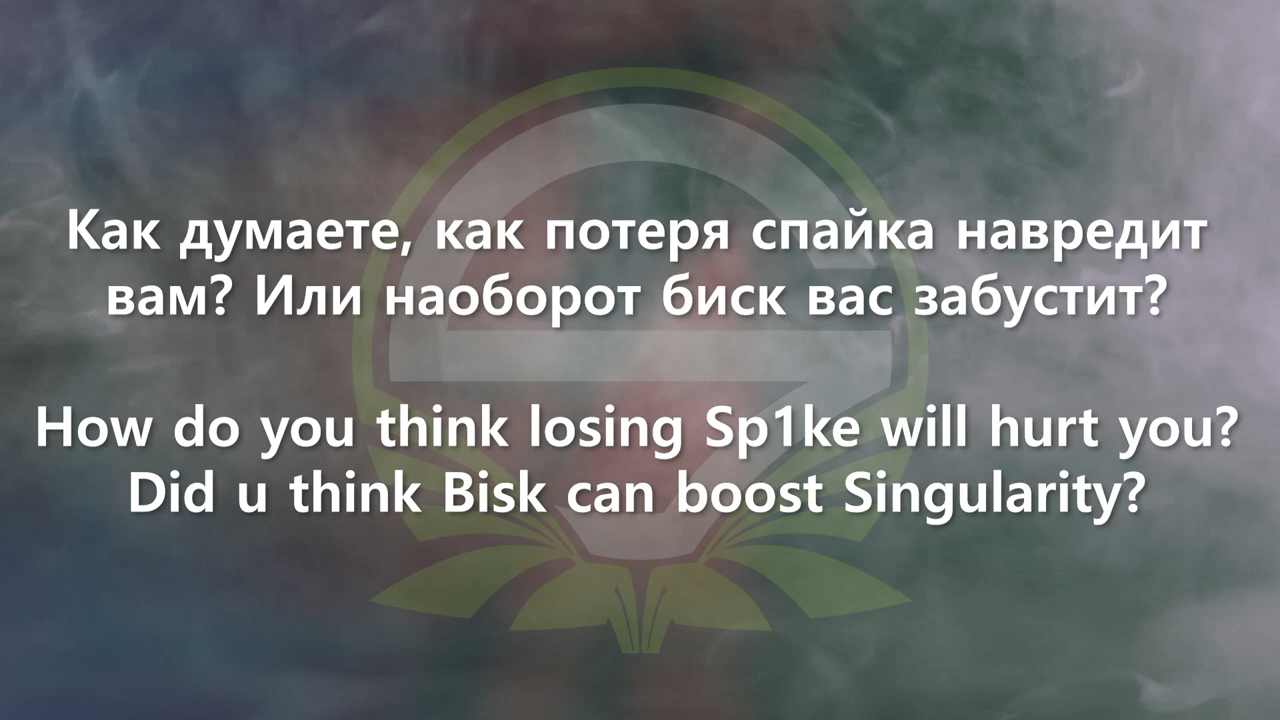 Как думаете, как потеря спайка навредит
вам? Или наоборот биск вас забустит?
How do you think losing Sp1ke will hurt you?
Did u think Bisk can boost Singularity?